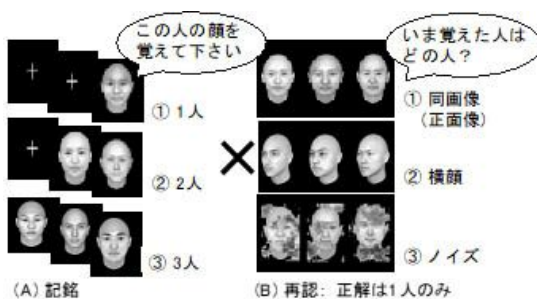 この人の顔を
覚えて下さい
① 1人
② 2人
③ 3人
(A) 記銘
×
いま覚えた人は
どの人？
① 同画像
(正面像)
② 横顔
③ ノイズ
(B) 再認: 正解は1人のみ